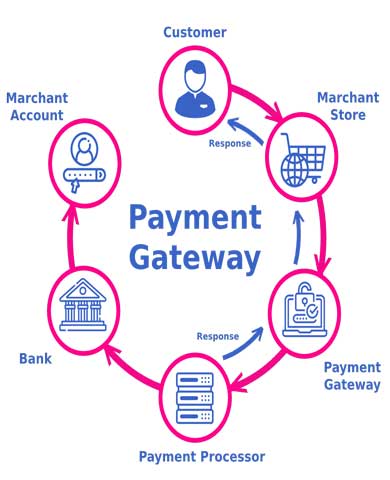 Customer
Marchant
Account
Marchant
Store
Response
Payment
Gateway
Response
Bank
Payment
Gateway
Payment Processor